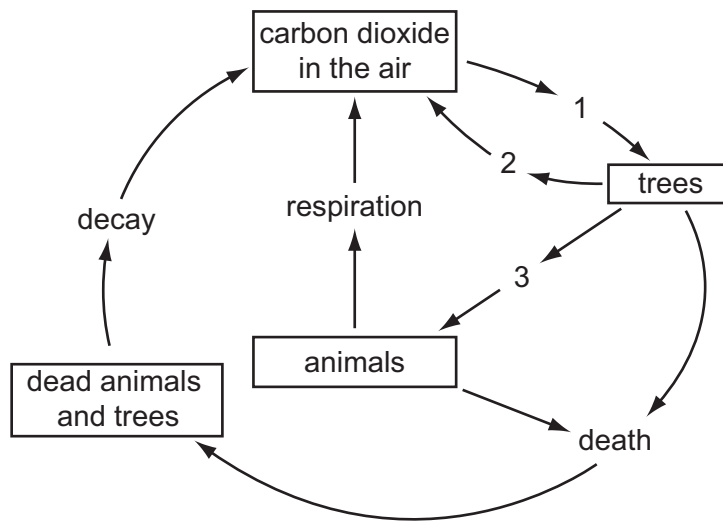 carbon dioxide
in the air
1
2
trees
decay
respiration
3
animals
dead animals
and trees
death